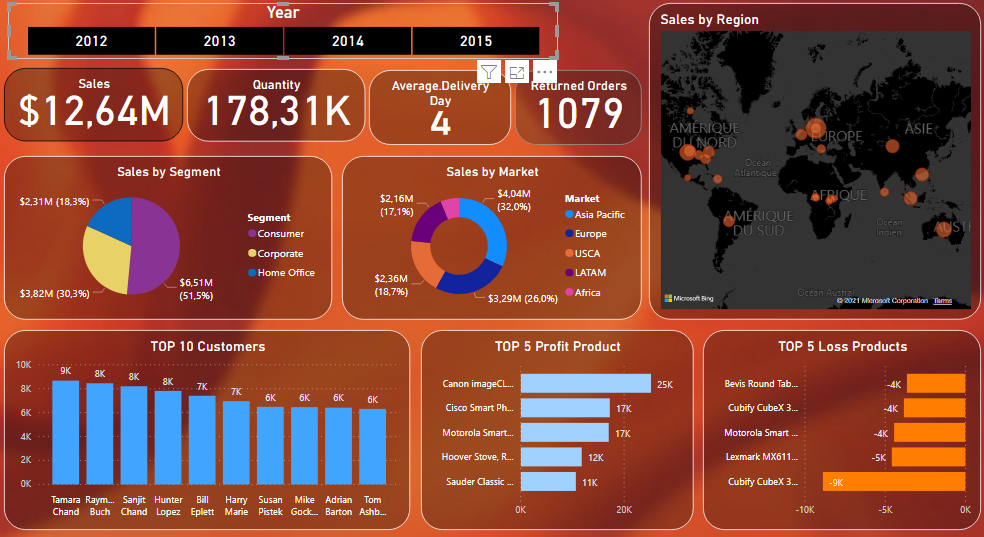 Year
2012 2013 2014 2015
Sales
$12,64M
Quantity
178,31K
Average.Delivery
Day
4
Returned Orders
1079
Sales by Region
AMÉRIQUE
DU NORD
EUROPE
ASIE
Océan
Atlantique
AFRIQUE
AMÉRIQUE
DU SUD
Océan
Indien
AUST
Océan Austral
Microsoft Bing
© 2021 Microsoft Corporation Terms
Sales by Segment
$2,31M (18,3%)
$3,82M (30,3%)
$6,51M
(51,5%)
Segment
Consumer
Corporate
Home Office
Sales by Market
$2,16M
(17,1%)
$4,04M
(32,0%)
$2,36M
(18,7%)
$3,29M (26,0%)
Market
Asia Pacific
Europe
USCA
LATAM
Africa
TOP 10 Customers
10K
8K
6K
4K
2K
0K
9K 8K 8K 8K 7K 7K 6K 6K 6K 6K
Tamara Raym... Sanjit Hunter Bill Harry Susan Mike Adrian Tom
Chand Buch Chand Lopez Eplett Marie Pistek Gock... Barton Ashb...
TOP 5 Profit Product
Canon imageCL... 25K
Cisco Smart Ph... 17K
Motorola Smart... 17K
Hoover Stove, R... 12K
Sauder Classic ... 11K
0K 20K
TOP 5 Loss Products
Bevis Round Tab... -4K
Cubify CubeX 3... -4K
Motorola Smart ... -4K
Lexmark MX611... -5K
Cubify CubeX 3... -9K
-10K -5K 0K